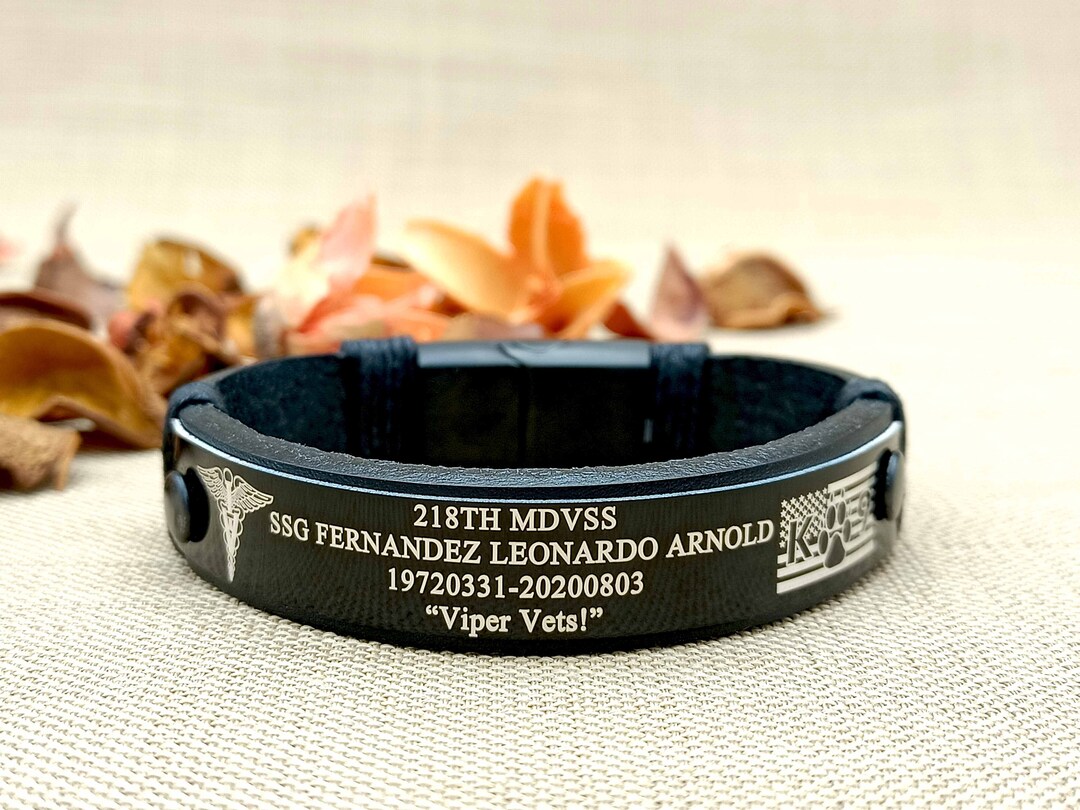 218TH MDVSS
SSG FERNANDEZ LEONARDO ARNOLD
19720331-20200803
“Viper Vets!”
K 9